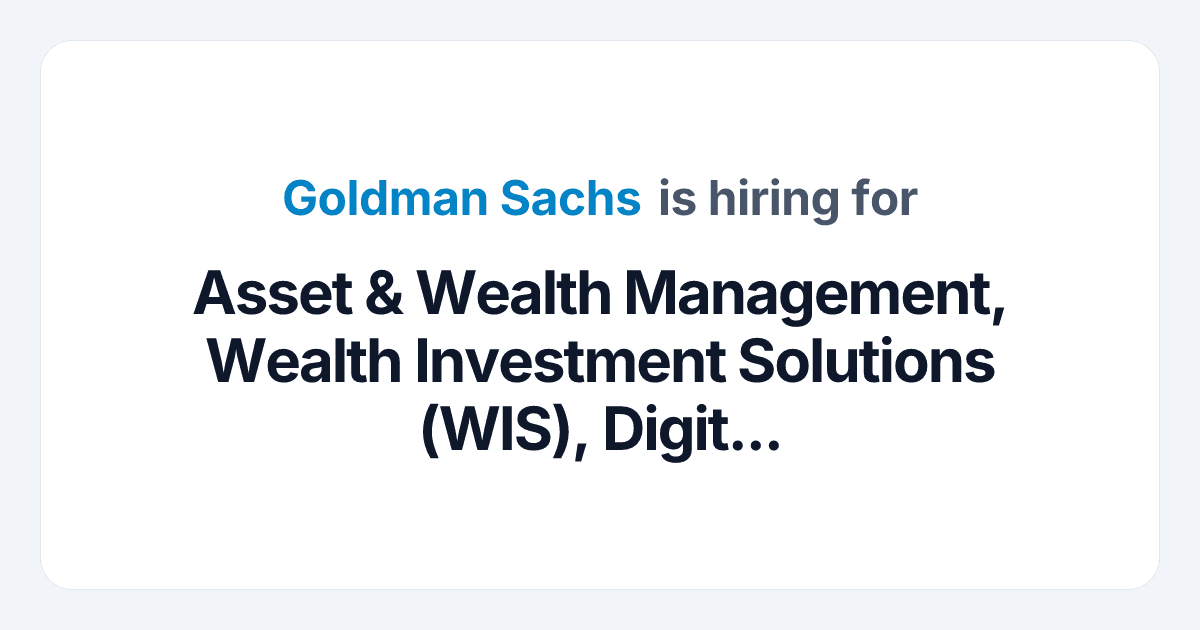 Goldman Sachs is hiring for
Asset & Wealth Management,
Wealth Investment Solutions
(WIS), Digit...